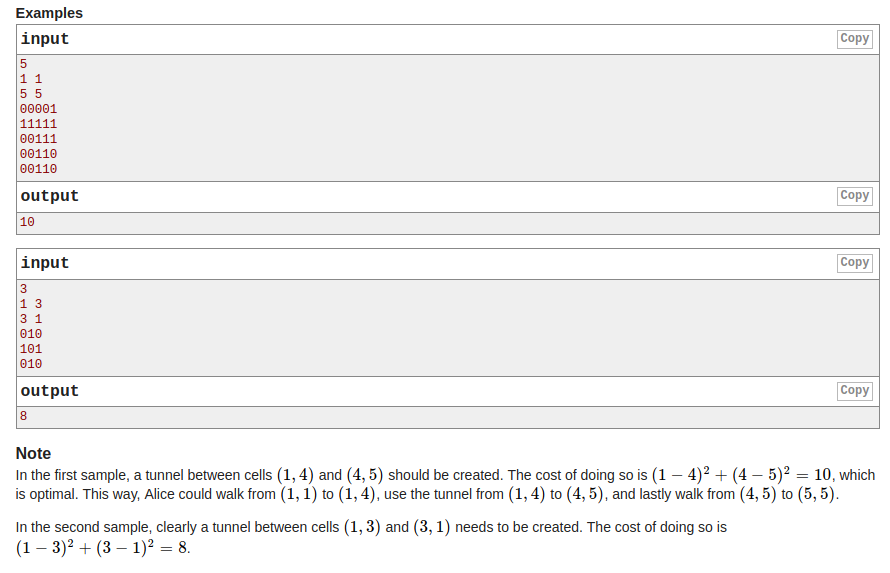 Examples
input
Copy
5
1 1
5 5
00001
11111
00111
00110
00110
output
Copy
10
input
Copy
3
1 3
3 1
010
101
010
output
Copy
8
Note
In the first sample, a tunnel between cells (1, 4) and (4, 5) should be created. The cost of doing so is (1 − 4)² + (4 − 5)² = 10, which
is optimal. This way, Alice could walk from (1, 1) to (1, 4), use the tunnel from (1, 4) to (4, 5), and lastly walk from (4, 5) to (5, 5).
In the second sample, clearly a tunnel between cells (1, 3) and (3, 1) needs to be created. The cost of doing so is
(1 − 3)² + (3 − 1)² = 8.